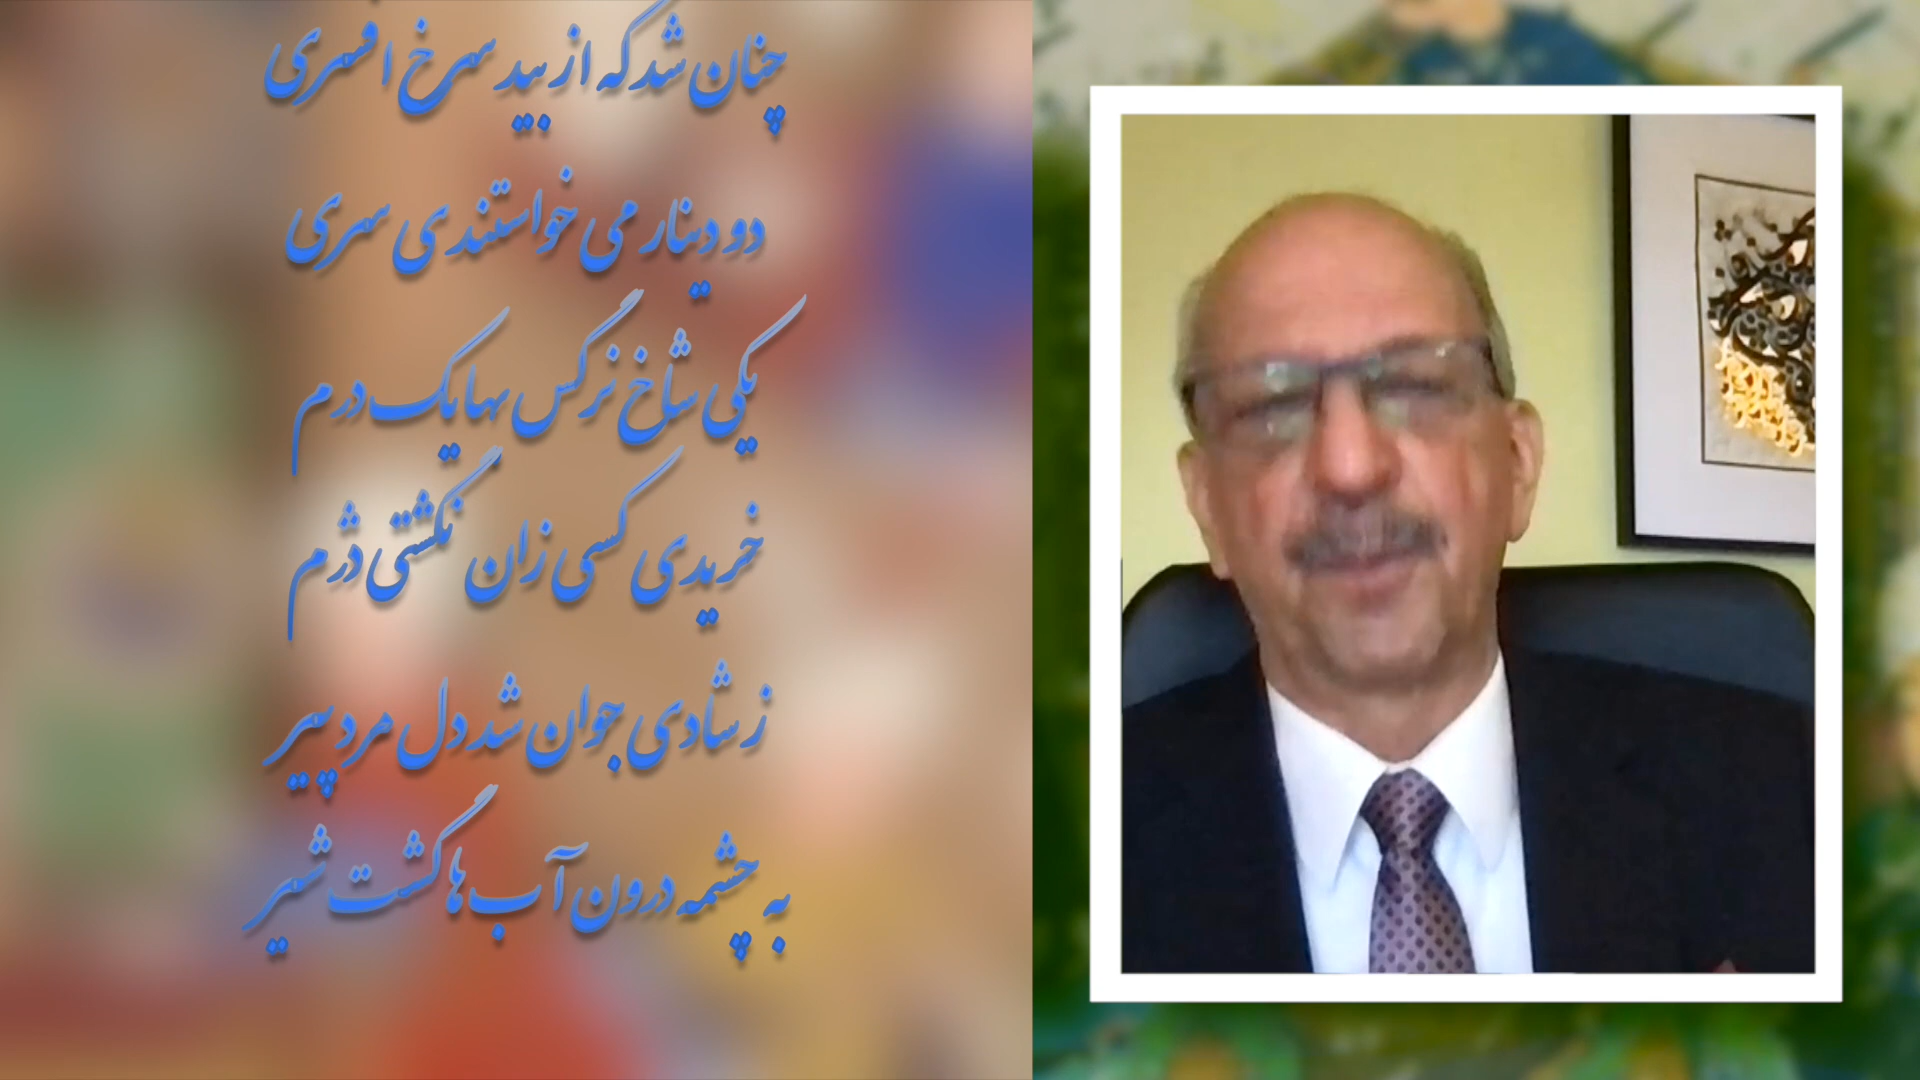 چنان شد که از بید سرخ افسری
دو دینار می خواستندی سری
یکی شاخ نرگس بها یک درم
خریدی کسی زان نگشتی دژم
ز شادی جوان شد دل مرد پیر
به چشمه درون آب ها گشت شیر